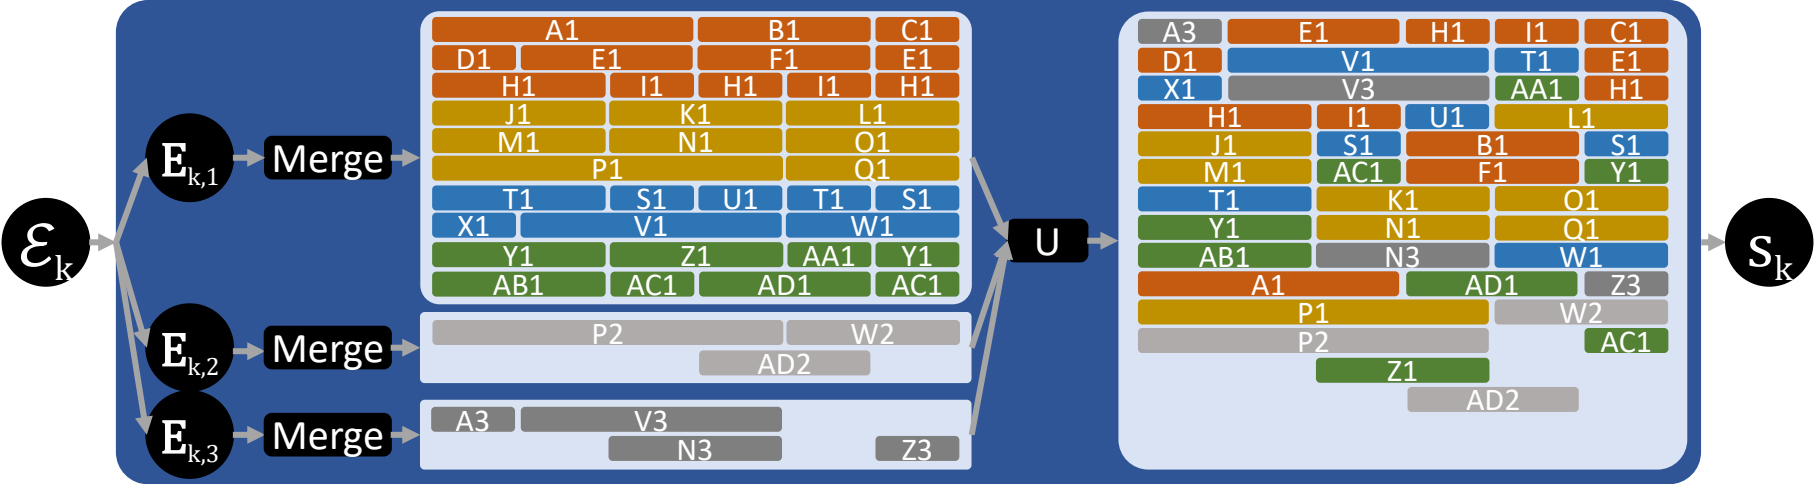 ℰk
E k,1
Merge
A1 B1 C1
D1 E1 F1 E1
H1 I1 H1 I1 H1
J1 K1 L1
M1 N1 O1
P1 Q1
T1 S1 U1 T1 S1
X1 V1 W1
Y1 Z1 AA1 Y1
AB1 AC1 AD1 AC1
E k,2
Merge
P2 W2
AD2
E k,3
Merge
A3 V3
N3 Z3
U
A3 E1 H1 I1 C1
D1 V1 T1 E1
X1 V3 AA1 H1
H1 I1 U1 L1
J1 S1 B1 S1
M1 AC1 F1 Y1
T1 K1 O1
Y1 N1 Q1
AB1 N3 W1
A1 AD1 Z3
P1 W2
P2 AC1
Z1
AD2
Sk